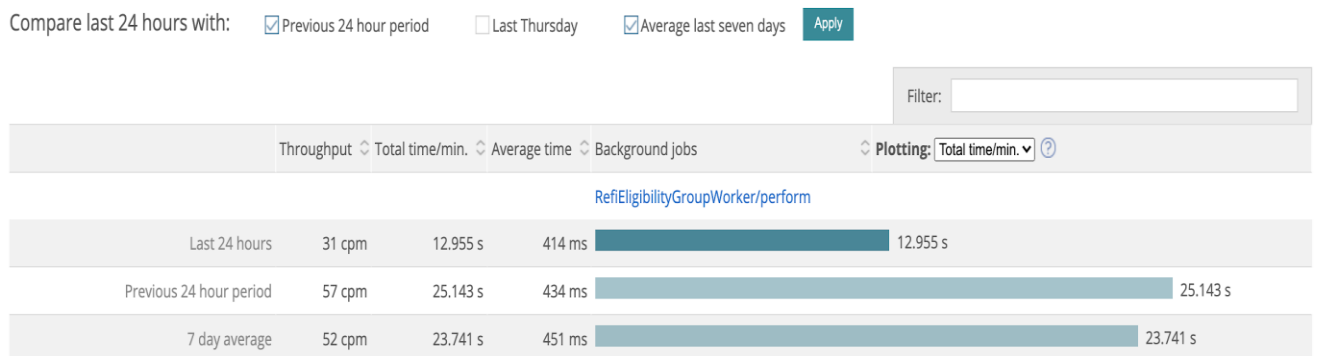 Compare last 24 hours with: Previous 24 hour period Last Thursday Average last seven days Apply
Filter:
Throughput Total time/min. Average time Background jobs Plotting: Total time/min. ?
RefiEligibilityGroupWorker/perform
Last 24 hours 31 cpm 12.955 s 414 ms 12.955 s
Previous 24 hour period 57 cpm 25.143 s 434 ms 25.143 s
7 day average 52 cpm 23.741 s 451 ms 23.741 s